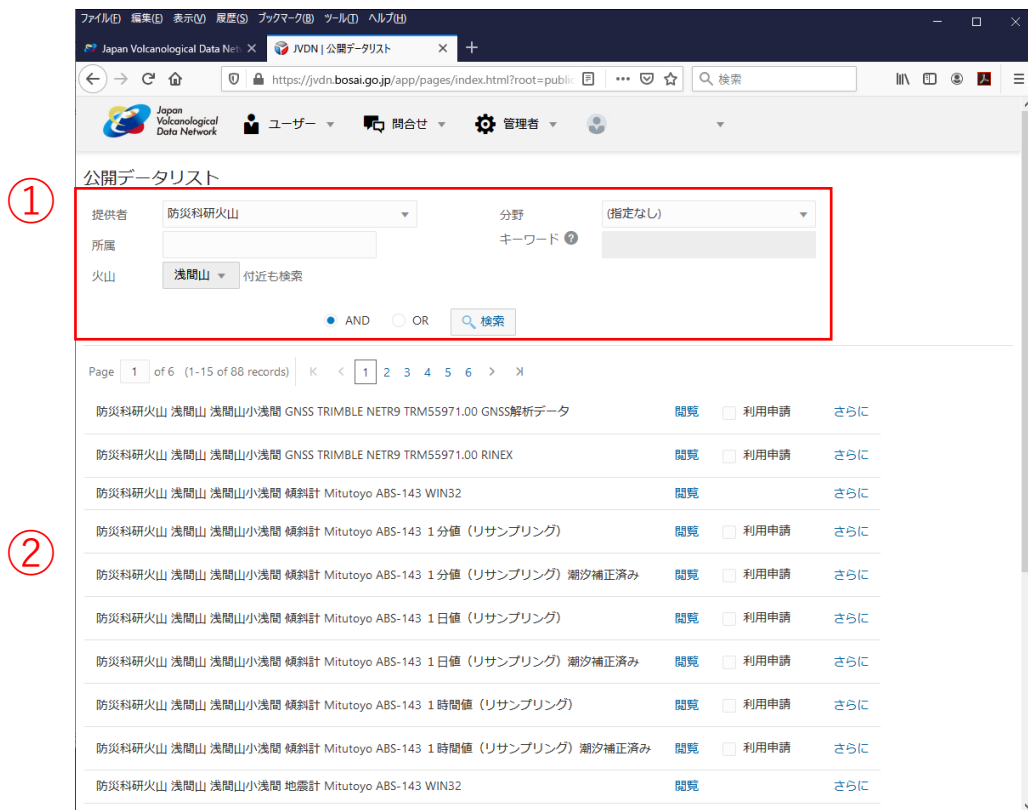 ファイル(F) 編集(E) 表示(V) 履歴(S) ブックマーク(B) ツール(T) ヘルプ(H)
Japan Volcanological Data Net
JVDN | 公開データリスト
https://jvdn.bosai.go.jp/app/pages/index.html?root=public
検索
Japan
Volcanological
Data Network
ユーザー
問合せ
管理者
公開データリスト
①
提供者 防災科研火山 分野 (指定なし)
所属 キーワード ?
火山 浅間山 付近も検索
AND OR 検索
Page 1 of 6 (1-15 of 88 records) 1 2 3 4 5 6
防災科研火山 浅間山 浅間山小浅間 GNSS TRIMBLE NETR9 TRM55971.00 GNSS解析データ 閲覧 利用申請 さらに
防災科研火山 浅間山 浅間山小浅間 GNSS TRIMBLE NETR9 TRM55971.00 RINEX 閲覧 利用申請 さらに
防災科研火山 浅間山 浅間山小浅間 傾斜計 Mitutoyo ABS-143 WIN32 閲覧 さらに
防災科研火山 浅間山 浅間山小浅間 傾斜計 Mitutoyo ABS-143 １分値（リサンプリング） 閲覧 利用申請 さらに
②
防災科研火山 浅間山 浅間山小浅間 傾斜計 Mitutoyo ABS-143 １分値（リサンプリング）潮汐補正済み 閲覧 利用申請 さらに
防災科研火山 浅間山 浅間山小浅間 傾斜計 Mitutoyo ABS-143 １日値（リサンプリング） 閲覧 利用申請 さらに
防災科研火山 浅間山 浅間山小浅間 傾斜計 Mitutoyo ABS-143 １日値（リサンプリング）潮汐補正済み 閲覧 利用申請 さらに
防災科研火山 浅間山 浅間山小浅間 傾斜計 Mitutoyo ABS-143 １時間値（リサンプリング） 閲覧 利用申請 さらに
防災科研火山 浅間山 浅間山小浅間 傾斜計 Mitutoyo ABS-143 １時間値（リサンプリング）潮汐補正済み 閲覧 利用申請 さらに
防災科研火山 浅間山 浅間山小浅間 地震計 Mitutoyo ABS-143 WIN32 閲覧 さらに